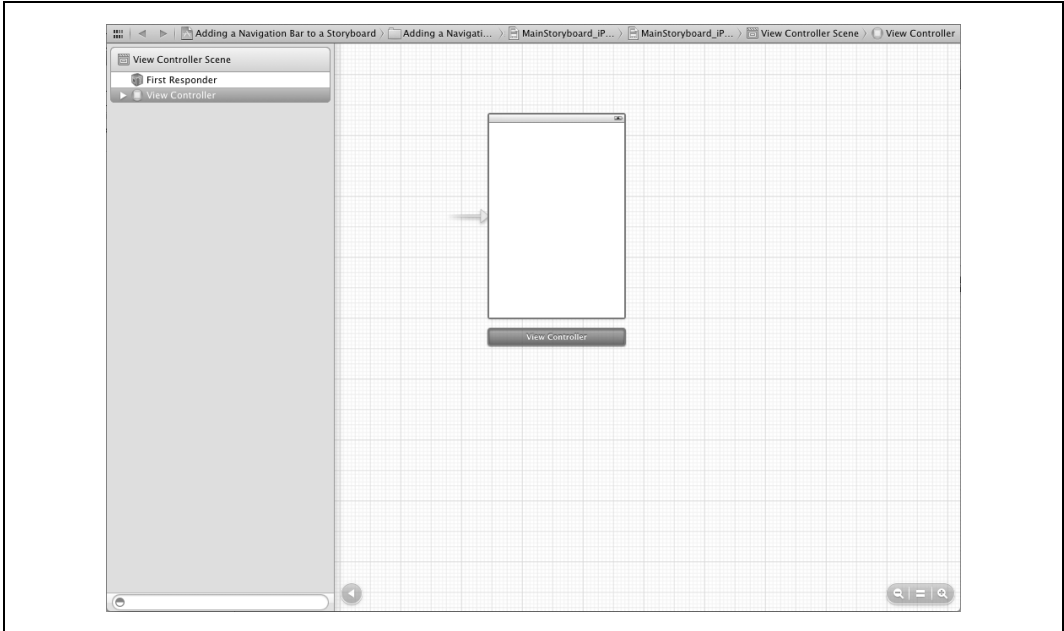 Adding a Navigation Bar to a Storyboard Adding a Navigati... MainStoryboard_iP... MainStoryboard_iP... View Controller Scene View Controller
View Controller Scene
First Responder
View Controller
View Controller